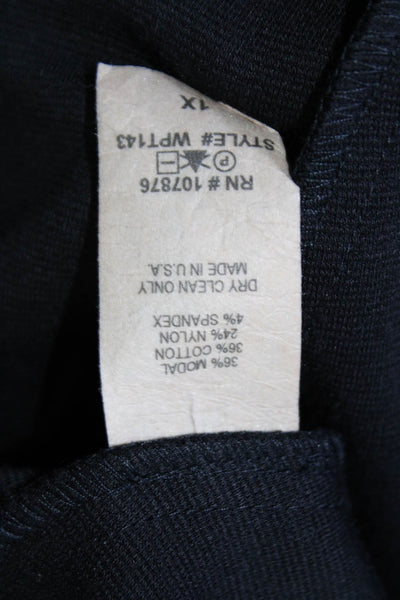 36% MODAL
36% COTTON
24% NYLON
4% SPANDEX
DRY CLEAN ONLY
MADE IN U.S.A.
RN # 107876
P
STYLE# WPT143
1X